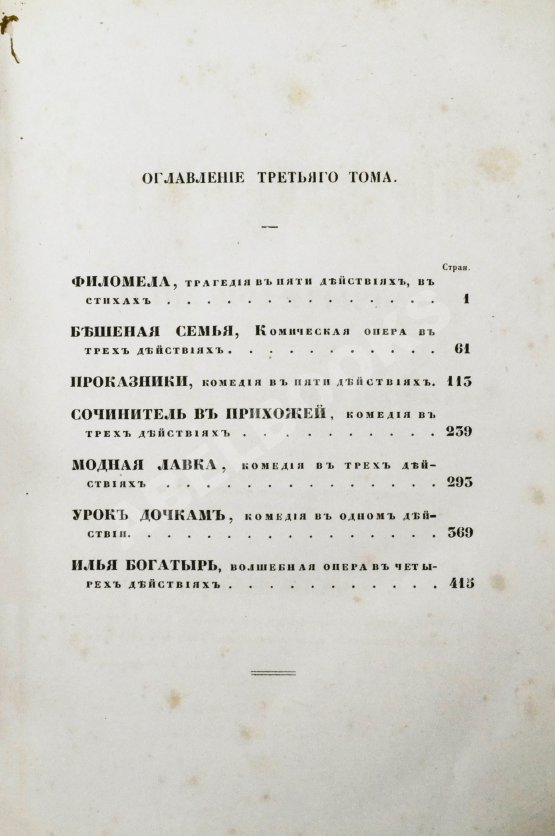 ОГЛАВЛЕНІЕ ТРЕТЬЯГО ТОМА.
Стран.
ФИЛОМЕЛА, ТРАГЕДІЯ ВЪ ПЯТИ ДѢЙСТВІЯХЪ, ВЪ
СТИХАХЪ . . . . . . . . . . . . . . 1
БѢШЕНАЯ СЕМЬЯ, КОМИЧЕСКАЯ ОПЕРА ВЪ
ТРЕХЪ ДѢЙСТВІЯХЪ. . . . . . . . . . . 61
ПРОКАЗНИКИ, КОМЕДІЯ ВЪ ПЯТИ ДѢЙСТВІЯХЪ. 113
СОЧИНИТЕЛЬ ВЪ ПРИХОЖЕЙ, КОМЕДІЯ ВЪ
ТРЕХЪ ДѢЙСТВІЯХЪ . . . . . . . . . . 239
МОДНАЯ ЛАВКА, КОМЕДІЯ ВЪ ТРЕХЪ ДѢЙ-
СТВІЯХЪ . . . . . . . . . . . . . . 293
УРОКЪ ДОЧКАМЪ, КОМЕДІЯ ВЪ ОДНОМЪ ДѢЙ-
СТВІИ. . . . . . . . . . . . . . . 369
ИЛЬЯ БОГАТЫРЬ, ВОЛШЕБНАЯ ОПЕРА ВЪ ЧЕТЫ-
РЕХЪ ДѢЙСТВІЯХЪ . . . . . . . . . . . 415